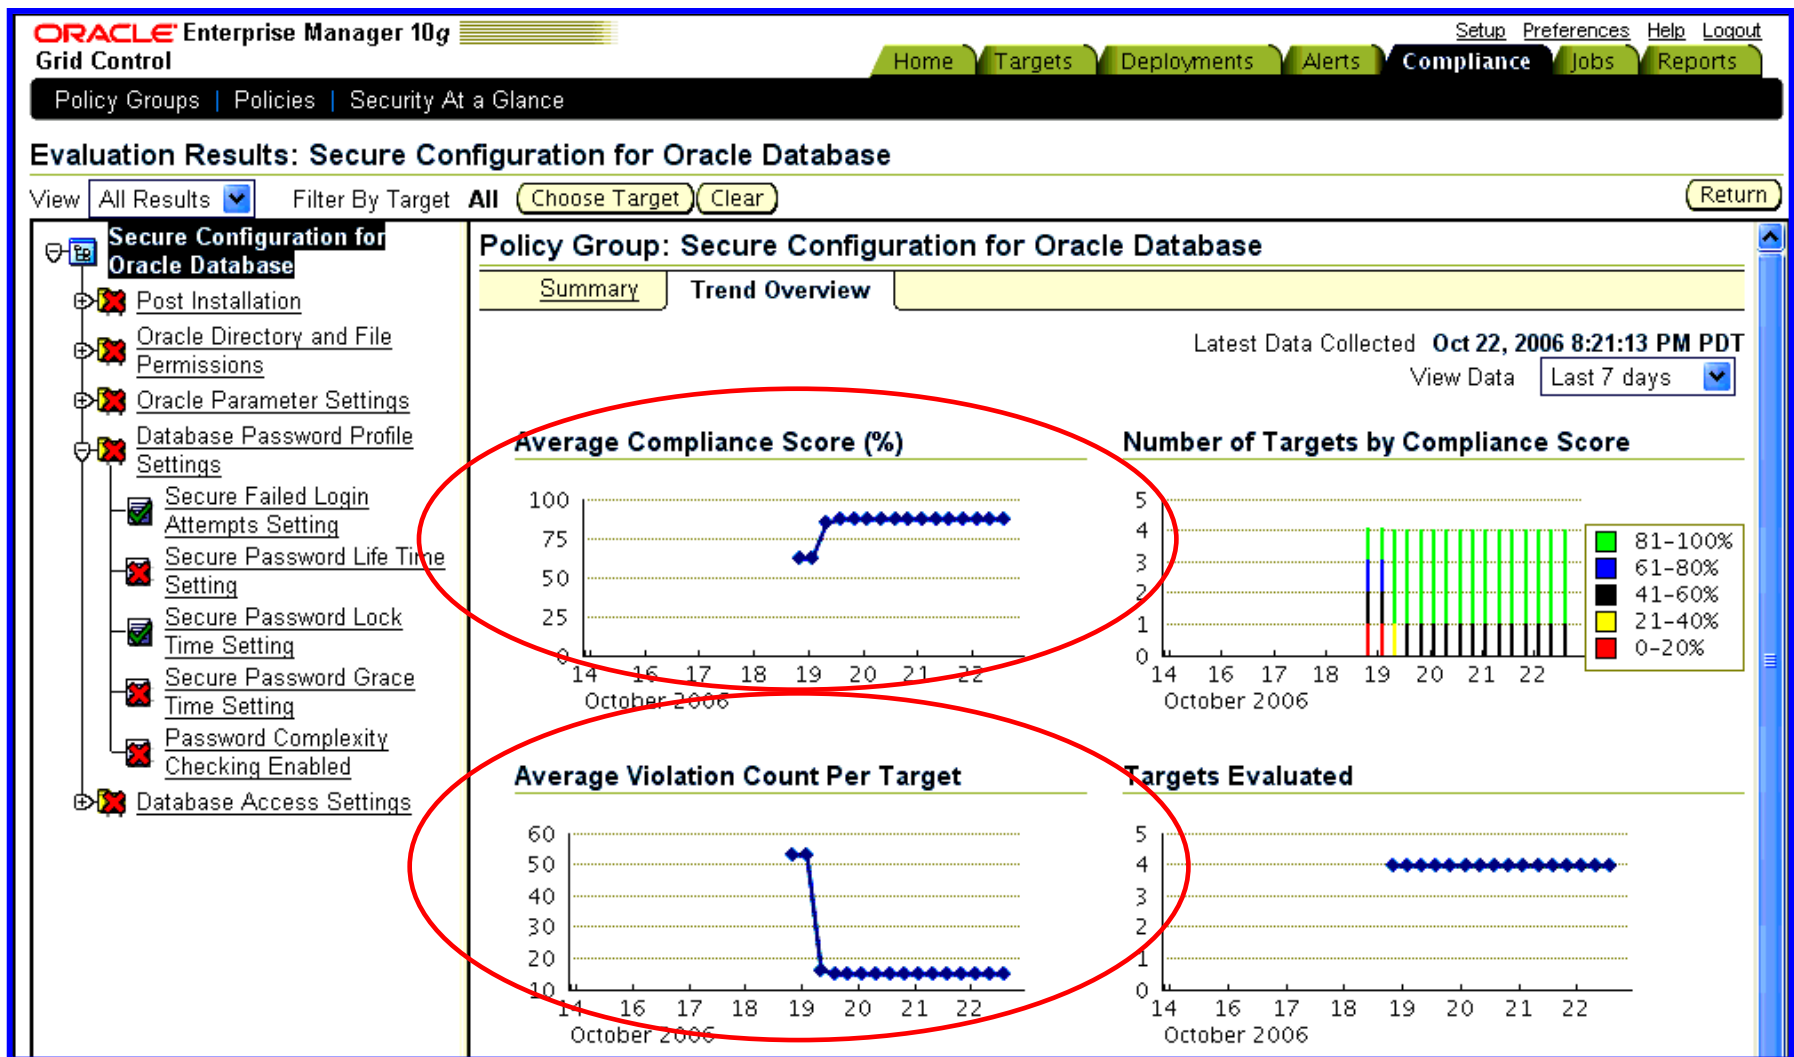 ORACLE Enterprise Manager 10g
Grid Control
Setup Preferences Help Logout
Home Targets Deployments Alerts Compliance Jobs Reports
Policy Groups | Policies | Security At a Glance
Evaluation Results: Secure Configuration for Oracle Database
View All Results Filter By Target All Choose Target Clear Return
Secure Configuration for
Oracle Database
Post Installation
Oracle Directory and File
Permissions
Oracle Parameter Settings
Database Password Profile
Settings
Secure Failed Login
Attempts Setting
Secure Password Life Time
Setting
Secure Password Lock
Time Setting
Secure Password Grace
Time Setting
Password Complexity
Checking Enabled
Database Access Settings
Policy Group: Secure Configuration for Oracle Database
Summary Trend Overview
Latest Data Collected Oct 22, 2006 8:21:13 PM PDT
View Data Last 7 days
Average Compliance Score (%)
100
75
50
25
0
14 16 17 18 19 20 21 22
October 2006
Number of Targets by Compliance Score
5
4
3
2
1
0
14 16 17 18 19 20 21 22
October 2006
81-100%
61-80%
41-60%
21-40%
0-20%
Average Violation Count Per Target
60
50
40
30
20
10
14 16 17 18 19 20 21 22
October 2006
Targets Evaluated
5
4
3
2
1
0
14 16 17 18 19 20 21 22
October 2006